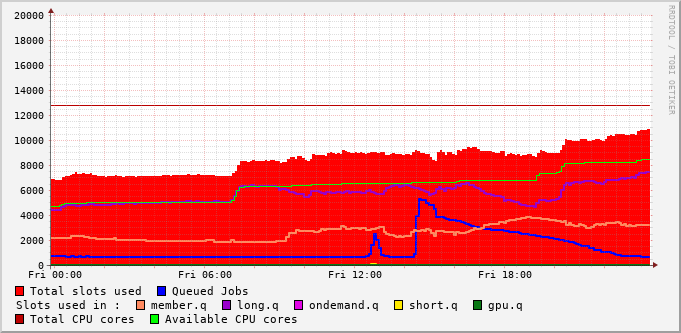 20000
18000
16000
14000
12000
10000
8000
6000
4000
2000
0
Fri 00:00 Fri 06:00 Fri 12:00 Fri 18:00
Total slots used Queued Jobs
Slots used in : member.q long.q ondemand.q short.q gpu.q
Total CPU cores Available CPU cores
RRDTOOL / TOBI OETIKER